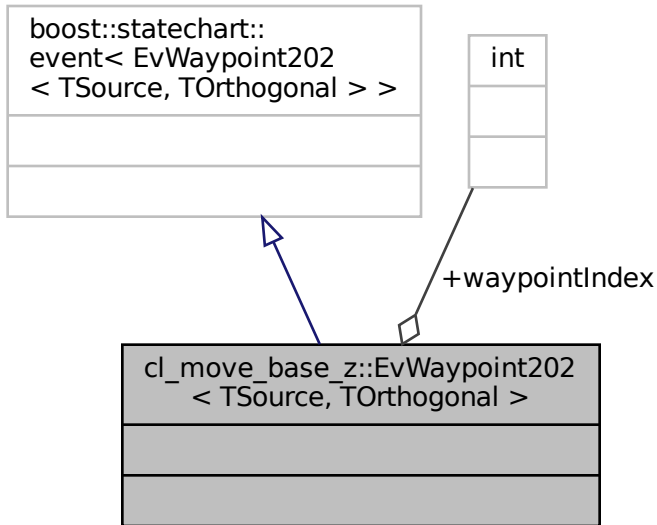 boost::statechart::
event< EvWaypoint202
< TSource, TOrthogonal > >
int
+waypointIndex
cl_move_base_z::EvWaypoint202
< TSource, TOrthogonal >